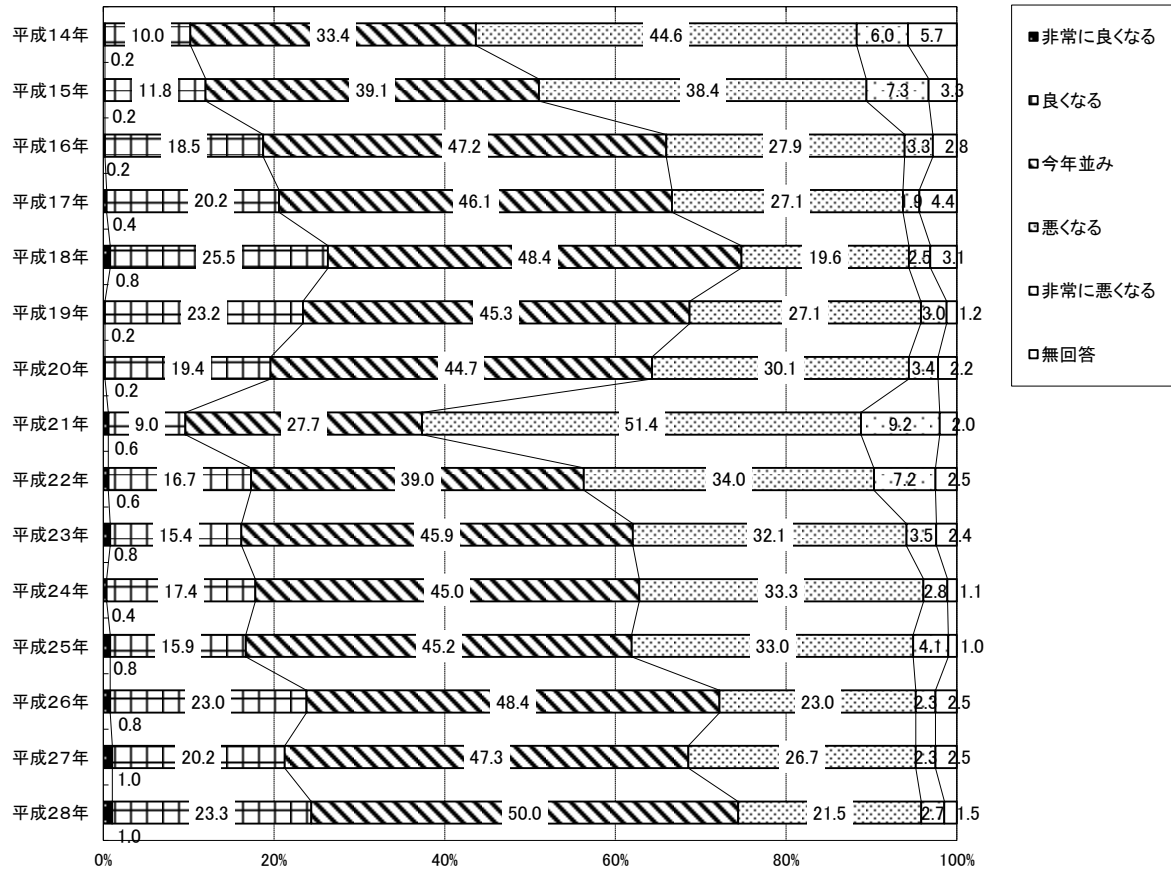 平成14年 10.0 33.4 44.6 6.0 5.7
0.2
平成15年 11.8 39.1 38.4 7.3 3.3
0.2
平成16年 18.5 47.2 27.9 3.3 2.8
0.2
平成17年 20.2 46.1 27.1 1.9 4.4
0.4
平成18年 25.5 48.4 19.6 2.5 3.1
0.8
平成19年 23.2 45.3 27.1 3.0 1.2
0.2
平成20年 19.4 44.7 30.1 3.4 2.2
0.2
平成21年 9.0 27.7 51.4 9.2 2.0
0.6
平成22年 16.7 39.0 34.0 7.2 2.5
0.6
平成23年 15.4 45.9 32.1 3.5 2.4
0.8
平成24年 17.4 45.0 33.3 2.8 1.1
0.4
平成25年 15.9 45.2 33.0 4.1 1.0
0.8
平成26年 23.0 48.4 23.0 2.3 2.5
0.8
平成27年 20.2 47.3 26.7 2.3 2.5
1.0
平成28年 23.3 50.0 21.5 2.7 1.5
1.0
0% 20% 40% 60% 80% 100%
非常に良くなる
良くなる
今年並み
悪くなる
非常に悪くなる
無回答